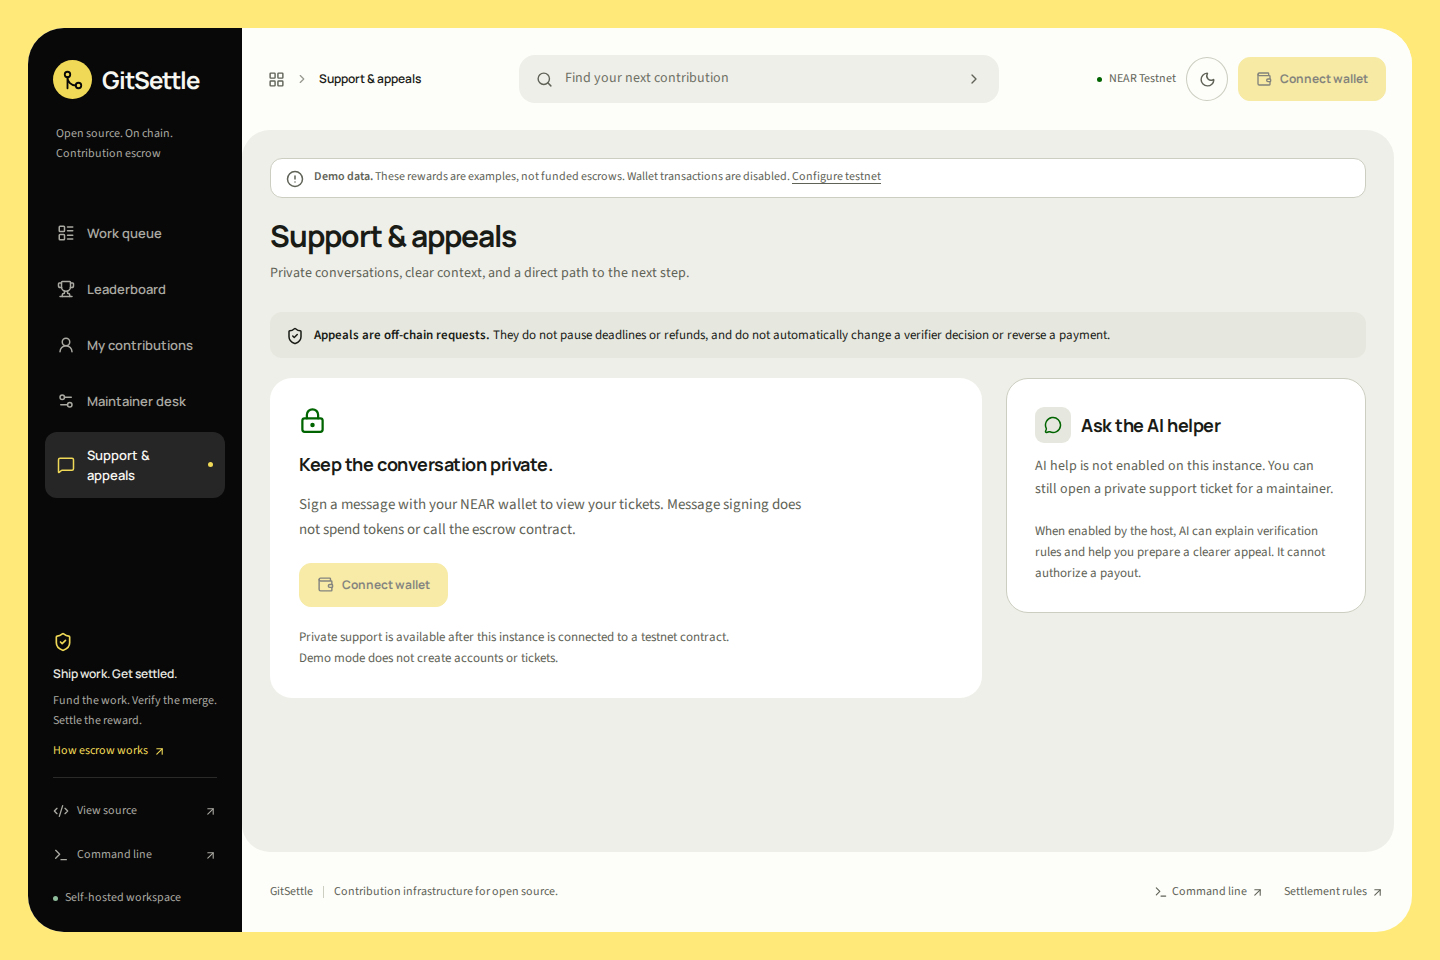 GitSettle
Open source. On chain.
Contribution escrow
Work queue
Leaderboard
My contributions
Maintainer desk
Support &
appeals
Ship work. Get settled.
Fund the work. Verify the merge.
Settle the reward.
How escrow works
View source
Command line
Self-hosted workspace
Support & appeals
Find your next contribution
NEAR Testnet
Connect wallet
Demo data. These rewards are examples, not funded escrows. Wallet transactions are disabled. Configure testnet
Support & appeals
Private conversations, clear context, and a direct path to the next step.
Appeals are off-chain requests. They do not pause deadlines or refunds, and do not automatically change a verifier decision or reverse a payment.
Keep the conversation private.
Sign a message with your NEAR wallet to view your tickets. Message signing does
not spend tokens or call the escrow contract.
Connect wallet
Private support is available after this instance is connected to a testnet contract.
Demo mode does not create accounts or tickets.
Ask the AI helper
AI help is not enabled on this instance. You can
still open a private support ticket for a maintainer.
When enabled by the host, AI can explain verification
rules and help you prepare a clearer appeal. It cannot
authorize a payout.
GitSettle
Contribution infrastructure for open source.
Command line
Settlement rules